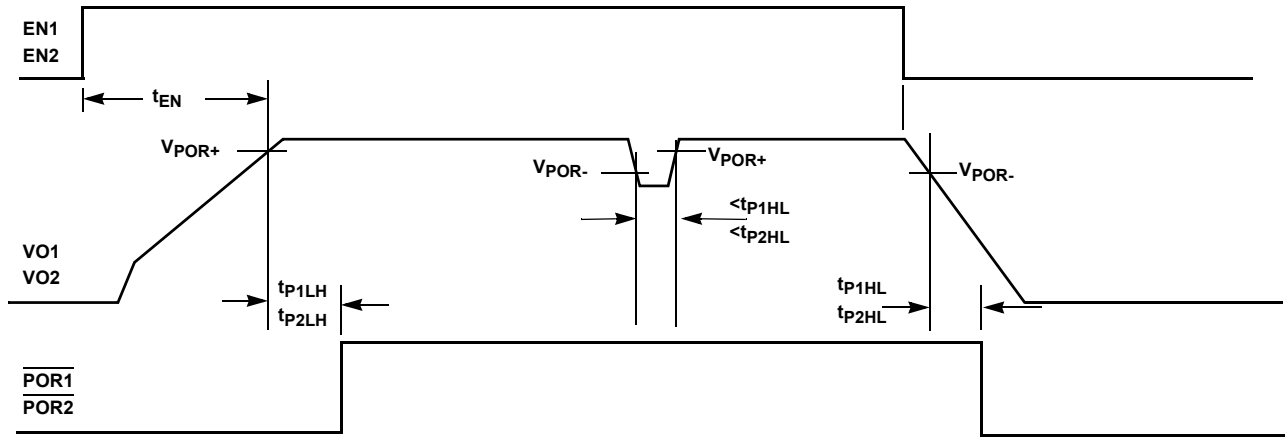 EN1
EN2
tEN
VPOR+
VPOR-
VPOR+
VPOR-
<tP1HL
<tP2HL
VO1
VO2
tP1LH
tP2LH
tP1HL
tP2HL
POR1
POR2